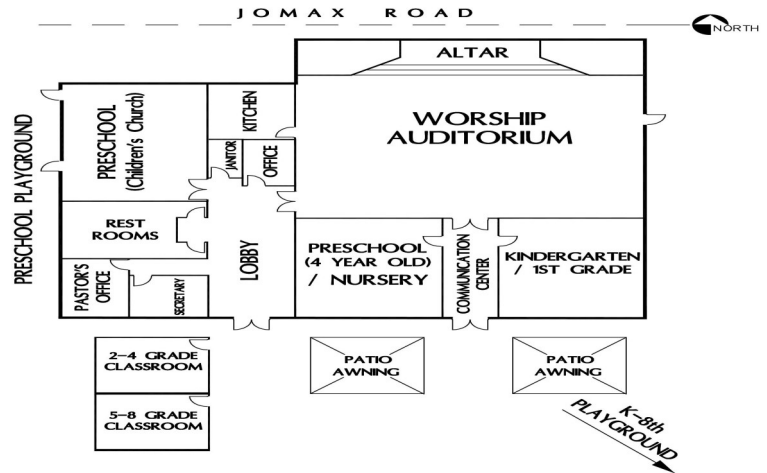 JOMAX ROAD
NORTH
ALTAR
WORSHIP
AUDITORIUM
KITCHEN
PRESCHOOL
(Children's Church)
PRESCHOOL PLAYGROUND
JANITOR
OFFICE
REST
ROOMS
LOBBY
PRESCHOOL
(4 YEAR OLD)
/ NURSERY
COMMUNICATION
CENTER
KINDERGARTEN
/ 1ST GRADE
PASTOR'S
OFFICE
SECRETARY
2-4 GRADE
CLASSROOM
PATIO
AWNING
PATIO
AWNING
5-8 GRADE
CLASSROOM
K-8th
PLAYGROUND